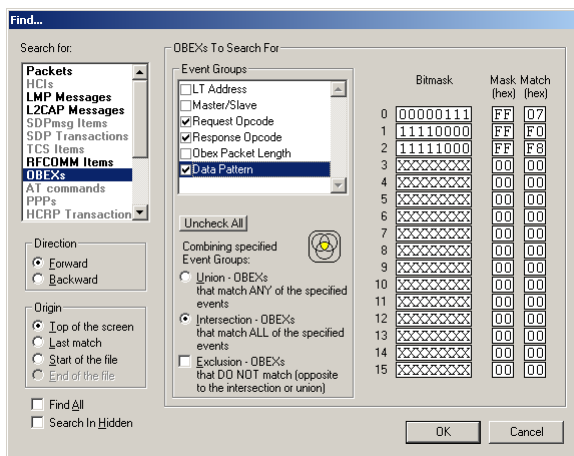 Find...
Search for:
Packets
HCIs
LMP Messages
L2CAP Messages
SDPmsg Items
SDP Transactions
TCS Items
RFCOMM Items
OBEXs
AT commands
PPPs
HCRP Transaction
Direction
Forward
Backward
Origin
Top of the screen
Last match
Start of the file
End of the file
Find All
Search In Hidden
OBEXs To Search For
Event Groups
LT Address
Master/Slave
Request Opcode
Response Opcode
Obex Packet Length
Data Pattern
Uncheck All
Combining specified
Event Groups:
Union - OBEXs
that match ANY of the specified
events
Intersection - OBEXs
that match ALL of the specified
events
Exclusion - OBEXs
that DO NOT match (opposite
to the intersection or union)
Bitmask Mask Match
(hex) (hex)
0 00000111 FF 07
1 11110000 FF F0
2 11111000 FF F8
3 XXXXXXXX 00 00
4 XXXXXXXX 00 00
5 XXXXXXXX 00 00
6 XXXXXXXX 00 00
7 XXXXXXXX 00 00
8 XXXXXXXX 00 00
9 XXXXXXXX 00 00
10 XXXXXXXX 00 00
11 XXXXXXXX 00 00
12 XXXXXXXX 00 00
13 XXXXXXXX 00 00
14 XXXXXXXX 00 00
15 XXXXXXXX 00 00
OK
Cancel